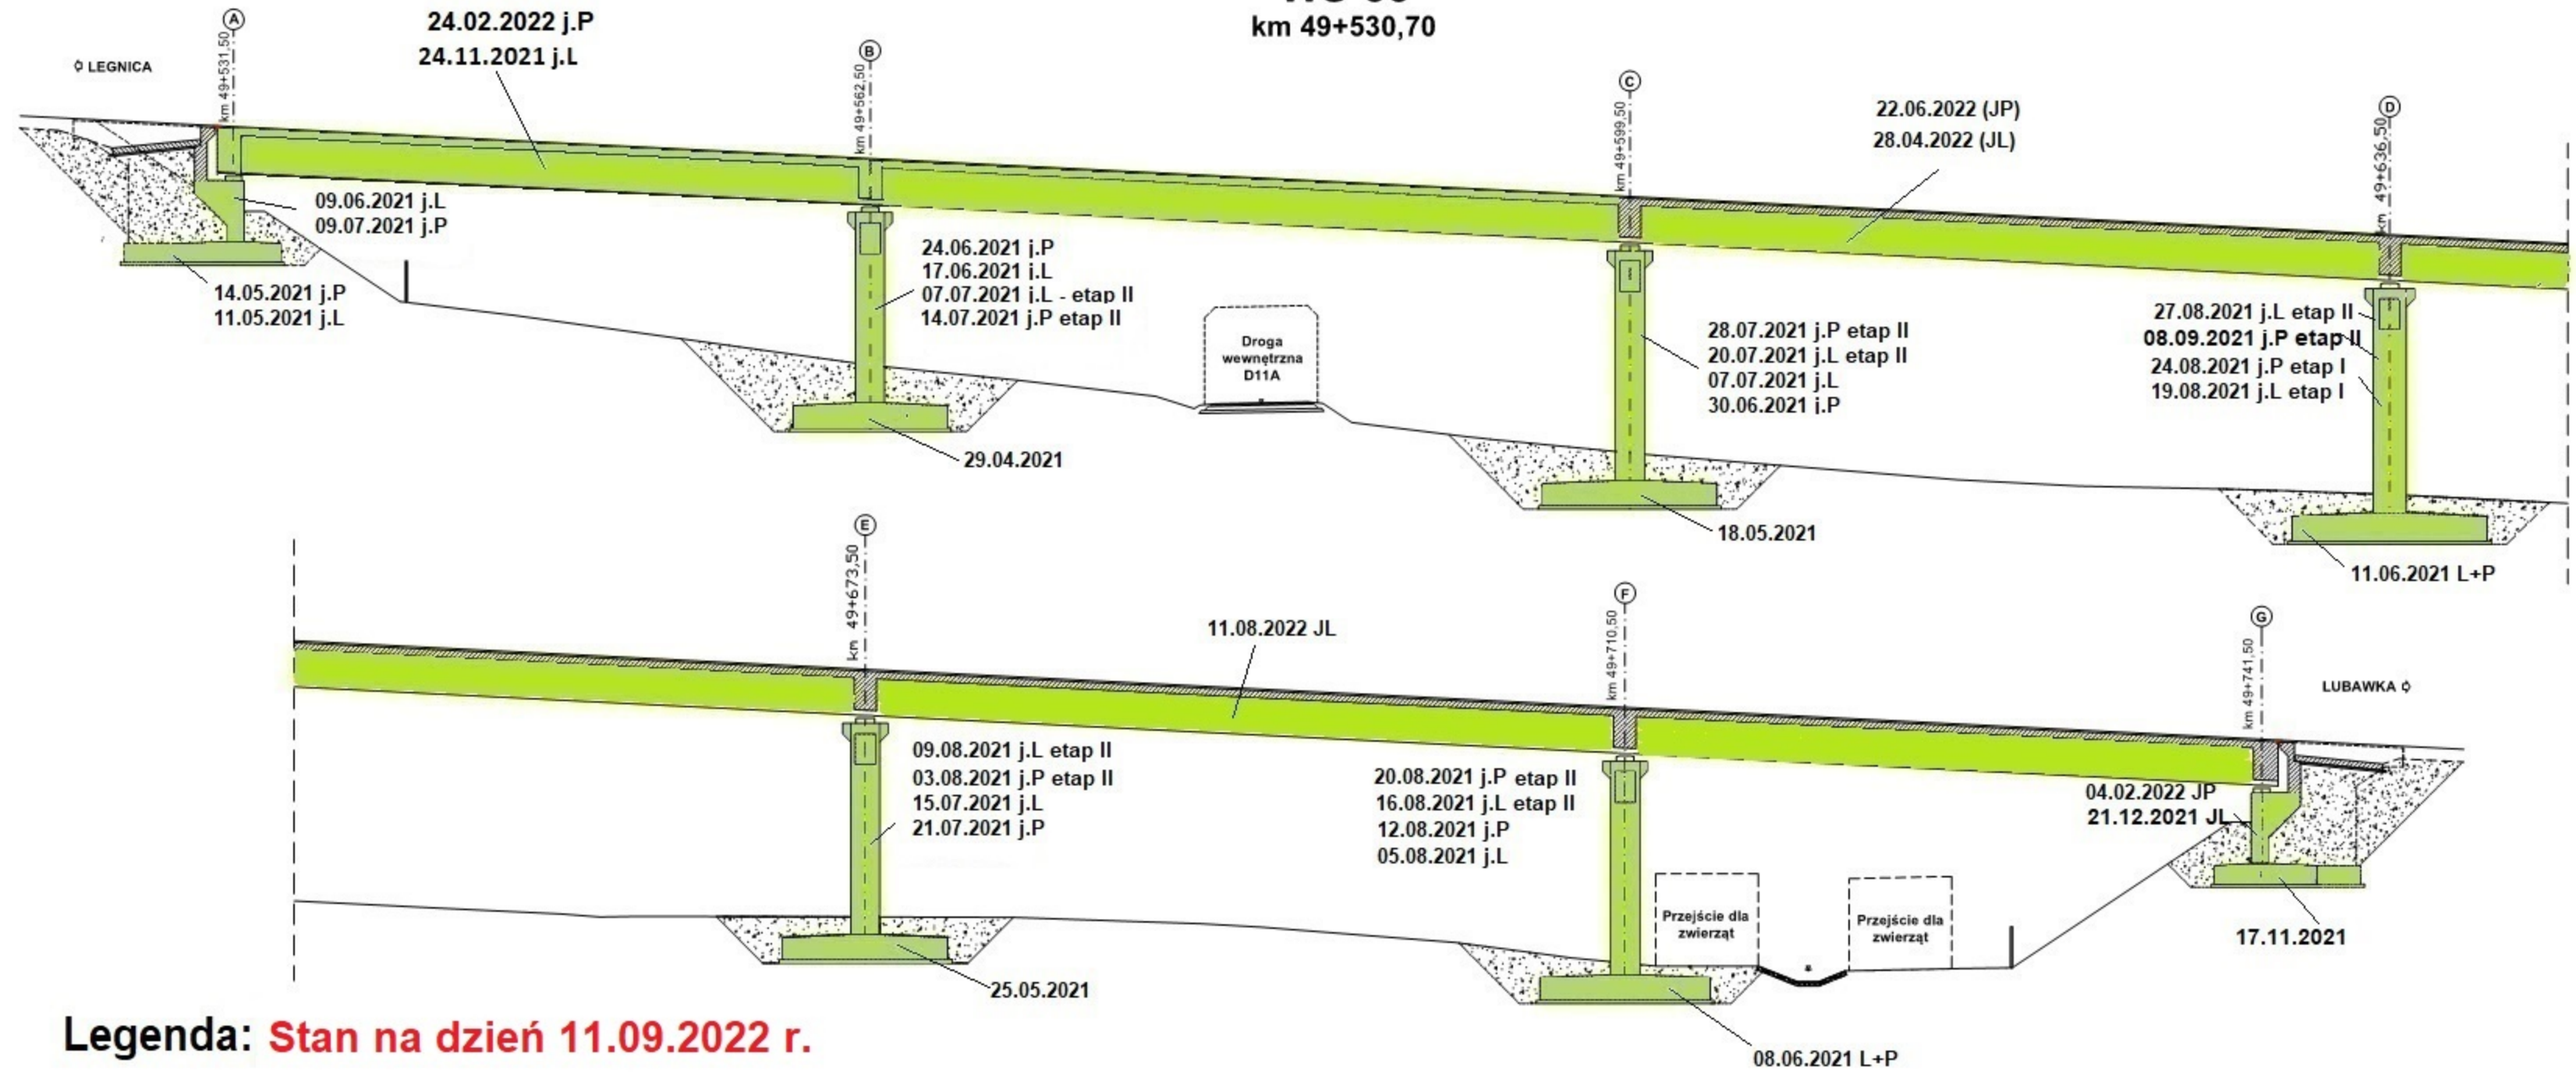 km 49+530,70
A
24.02.2022 j.P
24.11.2021 j.L
LEGNICA
km 49+531,50
B
km 49+562,50
C
km 49+599,50
D
km 49+636,50
22.06.2022 (JP)
28.04.2022 (JL)
09.06.2021 j.L
09.07.2021 j.P
14.05.2021 j.P
11.05.2021 j.L
24.06.2021 j.P
17.06.2021 j.L
07.07.2021 j.L - etap II
14.07.2021 j.P etap II
Droga
wewnętrzna
D11A
28.07.2021 j.P etap II
20.07.2021 j.L etap II
07.07.2021 j.L
30.06.2021 j.P
27.08.2021 j.L etap II
08.09.2021 j.P etap II
24.08.2021 j.P etap I
19.08.2021 j.L etap I
29.04.2021
18.05.2021
11.06.2021 L+P
E
km 49+673,50
11.08.2022 JL
F
km 49+710,50
G
km 49+741,50
LUBAWKA
09.08.2021 j.L etap II
03.08.2021 j.P etap II
15.07.2021 j.L
21.07.2021 j.P
20.08.2021 j.P etap II
16.08.2021 j.L etap II
12.08.2021 j.P
05.08.2021 j.L
04.02.2022 JP
21.12.2021 JL
Przejście dla
zwierząt
Przejście dla
zwierząt
17.11.2021
25.05.2021
08.06.2021 L+P
Legenda: Stan na dzień 11.09.2022 r.